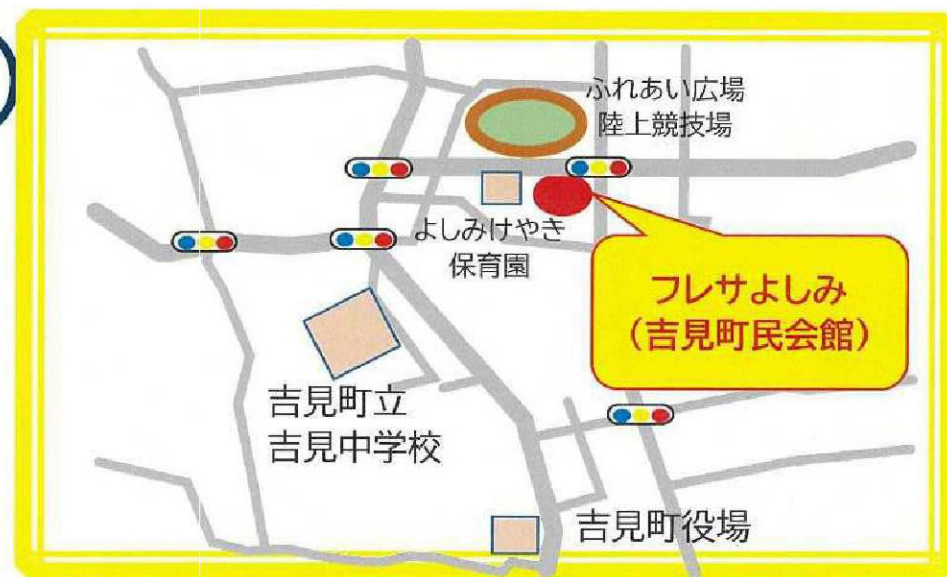 ふれあい広場
陸上競技場
よしみけやき
保育園
フレサよしみ
(吉見町民会館)
吉見町立
吉見中学校
吉見町役場